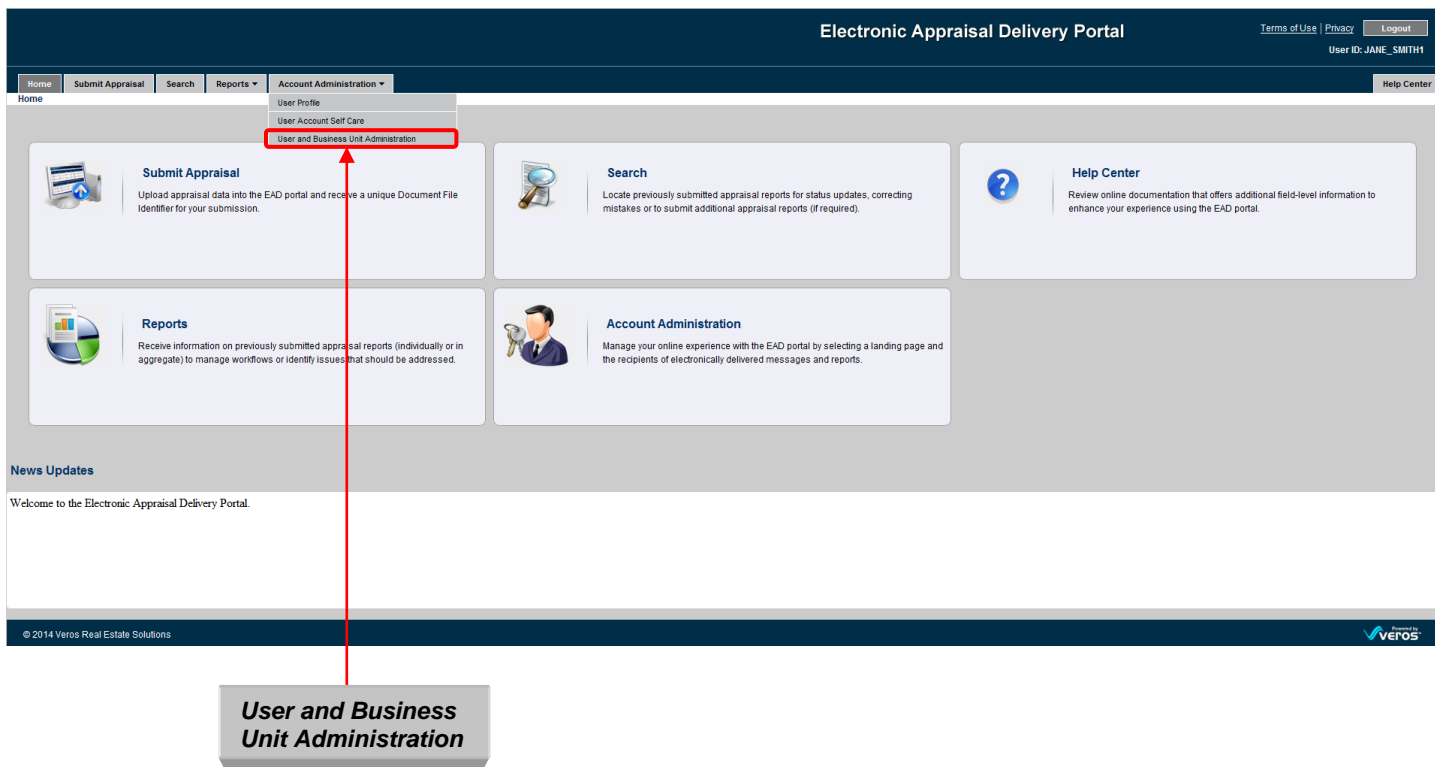 Electronic Appraisal Delivery Portal
Terms of Use | Privacy Logout
User ID: JANE_SMITH1
Home Submit Appraisal Search Reports ▼ Account Administration ▼ Help Center
Home
User Profile
User Account Self Care
User and Business Unit Administration
Submit Appraisal
Upload appraisal data into the EAD portal and receive a unique Document File
Identifier for your submission.
Search
Locate previously submitted appraisal reports for status updates, correcting
mistakes or to submit additional appraisal reports (if required).
Help Center
Review online documentation that offers additional field-level information to
enhance your experience using the EAD portal.
Reports
Receive information on previously submitted appraisal reports (individually or in
aggregate) to manage workflows or identify issues that should be addressed.
Account Administration
Manage your online experience with the EAD portal by selecting a landing page and
the recipients of electronically delivered messages and reports.
News Updates
Welcome to the Electronic Appraisal Delivery Portal.
© 2014 Veros Real Estate Solutions
Powered by
veros
User and Business
Unit Administration